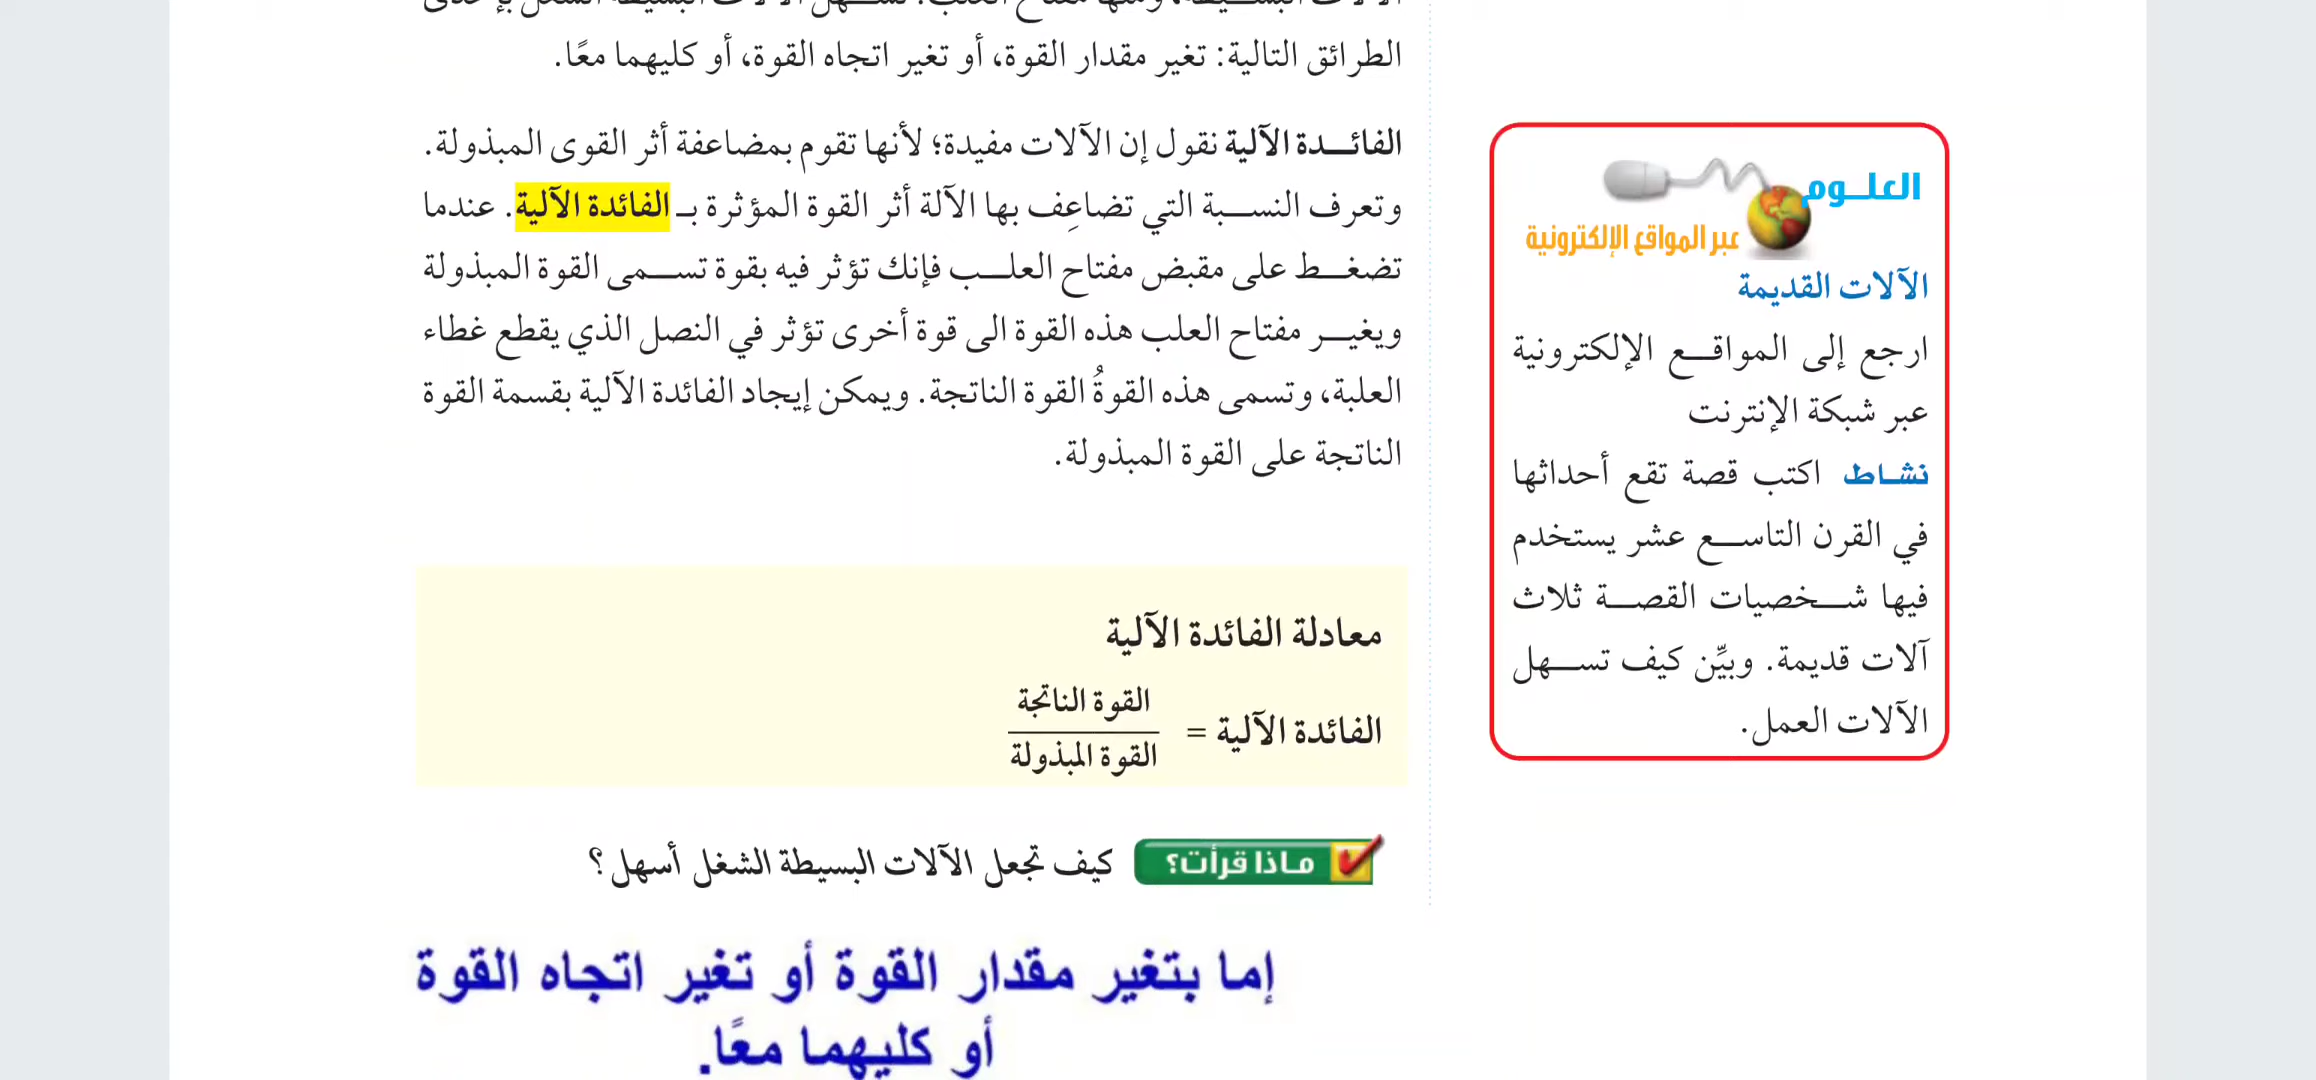 الطرائق التالية: تغير مقدار القوة، أو تغير اتجاه القوة، أو كليهما معًا.
الفائدة الآلية نقول إن الآلات مفيدة؛ لأنها تقوم بمضاعفة أثر القوى المبذولة.
وتعرف النسبة التي تضاعِف بها الآلة أثر القوة المؤثرة بـ الفائدة الآلية. عندما
تضغط على مقبض مفتاح العلب فإنك تؤثر فيه بقوة تسمى القوة المبذولة
ويغير مفتاح العلب هذه القوة الى قوة أخرى تؤثر في النصل الذي يقطع غطاء
العلبة، وتسمى هذه القوةُ القوة الناتجة. ويمكن إيجاد الفائدة الآلية بقسمة القوة
الناتجة على القوة المبذولة.
معادلة الفائدة الآلية
الفائدة الآلية = القوة الناتجة
القوة المبذولة
ماذا قرأت؟ كيف تجعل الآلات البسيطة الشغل أسهل؟
إما بتغير مقدار القوة أو تغير اتجاه القوة
أو كليهما معًا.
العلوم
عبر المواقع الإلكترونية
الآلات القديمة
ارجع إلى المواقع الإلكترونية
عبر شبكة الإنترنت
نشاط اكتب قصة تقع أحداثها
في القرن التاسع عشر يستخدم
فيها شخصيات القصة ثلاث
آلات قديمة. وبيِّن كيف تسهل
الآلات العمل.